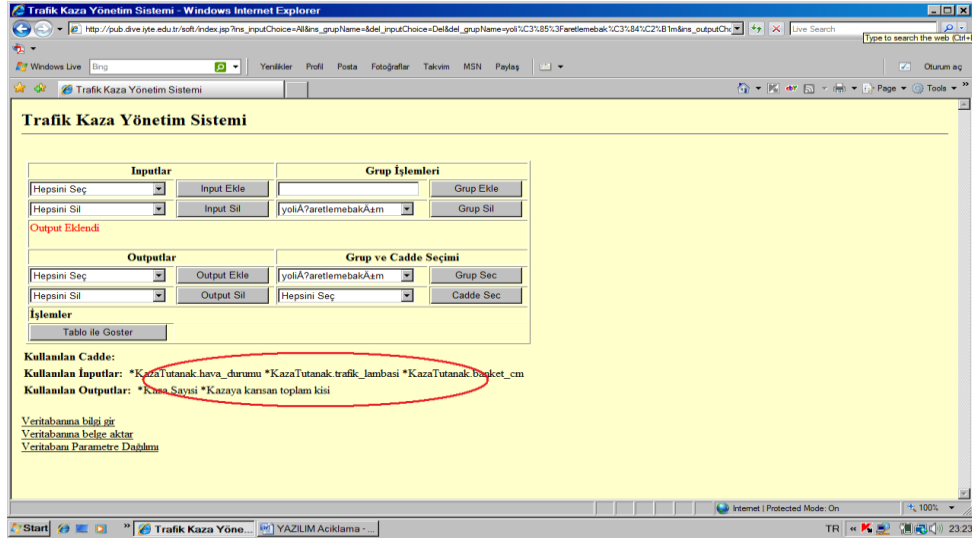 Trafik Kaza Yönetim Sistemi - Windows Internet Explorer
http://pub.dive.iyte.edu.tr/soft/index.jsp?ins_inputChoice=All&ins_grupName=&del_inputChoice=Del&del_grupName=yoli%C3%85%3Faretlemebak%C3%84%C2%B1m&ins_outputCho
Live Search
Type to search the web (Ctrl+
Windows Live Bing Yenilikler Profil Posta Fotoğraflar Takvim MSN Paylaş Oturum aç
Trafik Kaza Yönetim Sistemi Page Tools
Trafik Kaza Yönetim Sistemi
Inputlar Grup İşlemleri
Hepsini Seç Input Ekle Grup Ekle
Hepsini Sil Input Sil yoliÅ?aretlemebakÄ±m Grup Sil
Output Eklendi
Outputlar Grup ve Cadde Seçimi
Hepsini Seç Output Ekle yoliÅ?aretlemebakÄ±m Grup Sec
Hepsini Sil Output Sil Hepsini Seç Cadde Sec
İşlemler
Tablo ile Goster
Kullanılan Cadde:
Kullanılan İnputlar: *KazaTutanak.hava_durumu *KazaTutanak.trafik_lambasi *KazaTutanak.banket_cm
Kullanılan Outputlar: *Kaza Sayısi *Kazaya karısan toplam kisi
Veritabanına bilgi gir
Veritabanına belge aktar
Veritabanı Parametre Dağılımı
Internet | Protected Mode: On 100%
Start » Trafik Kaza Yöne... YAZILIM Aciklama - ... TR « 23:23